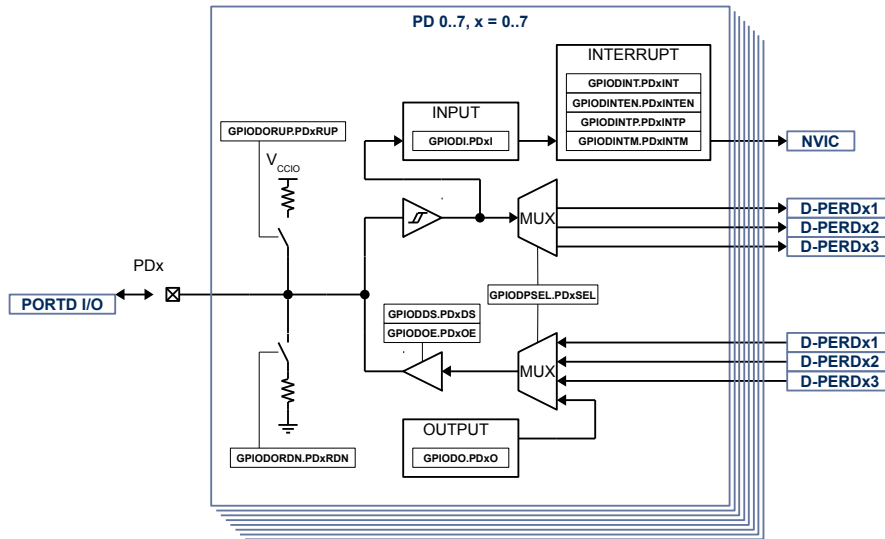 PD 0..7, x = 0..7
INTERRUPT
GPIODINT.PDxINT
GPIODINTEN.PDxINTEN
GPIODINTP.PDxINTP
GPIODINTM.PDxINTM
INPUT
GPIODI.PDxI
NVIC
GPIODORUP.PDxRUP
VCCIO
MUX
D-PERDx1
D-PERDx2
D-PERDx3
PDx
PORTD I/O
GPIODPSEL.PDxSEL
GPIODDS.PDxDS
GPIODOE.PDxOE
MUX
D-PERDx1
D-PERDx2
D-PERDx3
OUTPUT
GPIODO.PDxO
GPIODORDN.PDxRDN